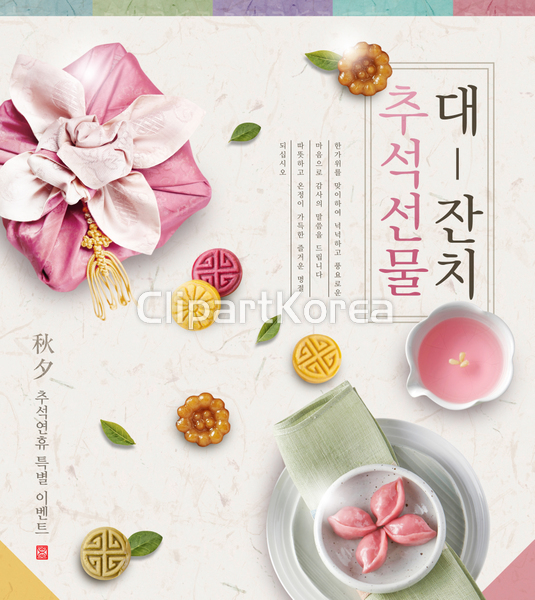 추석선물
대-잔치
한가위를 맞이하여 넉넉하고 풍요로운
마음으로 감사의 말씀을 드립니다
따뜻하고 온정이 가득한 즐거운 명절
되십시오
ClipartKorea
秋夕 추석연휴 특별 이벤트